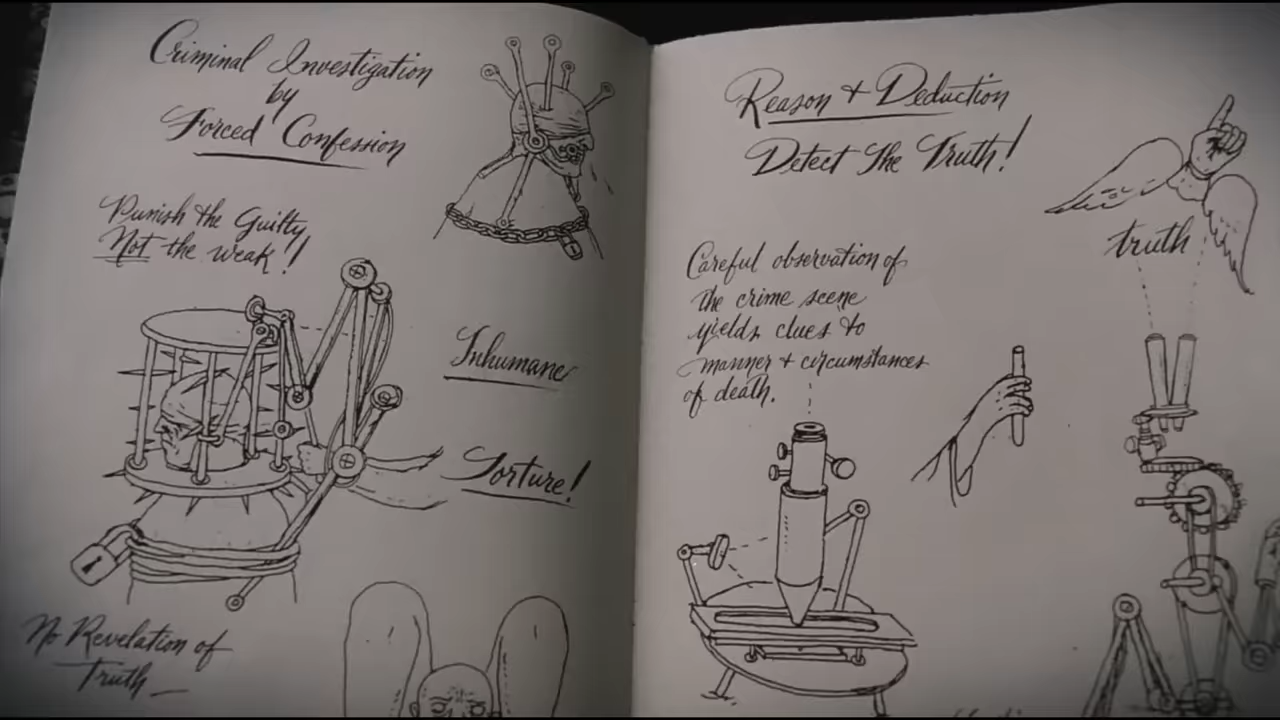 Criminal Investigation
by
Forced Confession
Punish the Guilty
Not the weak!
Inhumane
Torture!
No Revelation of
Truth
Reason + Deduction
Detect The Truth!
truth
Careful observation of
the crime scene
yields clues to
manner + circumstances
of death.